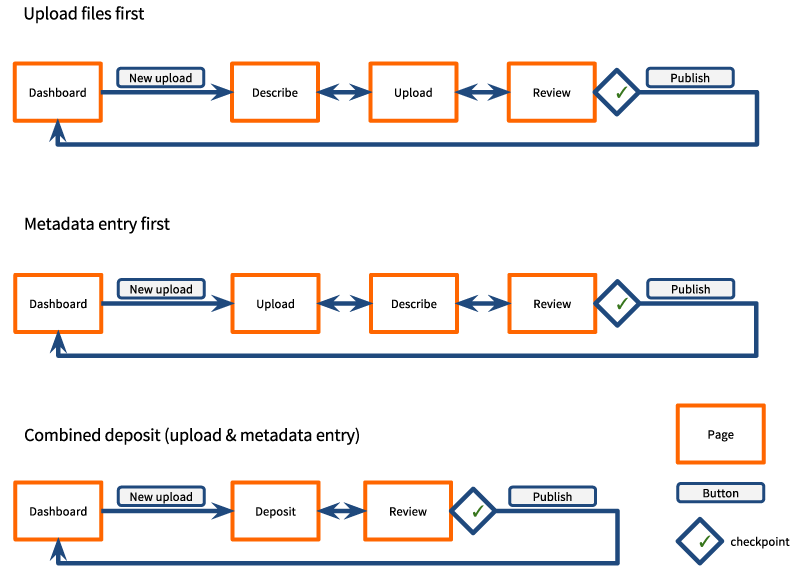 Upload files first
New upload
Publish
Dashboard
Describe
Upload
Review
✓
Metadata entry first
New upload
Publish
Dashboard
Upload
Describe
Review
✓
Combined deposit (upload & metadata entry)
Page
New upload
Publish
Button
Dashboard
Deposit
Review
✓
✓
checkpoint